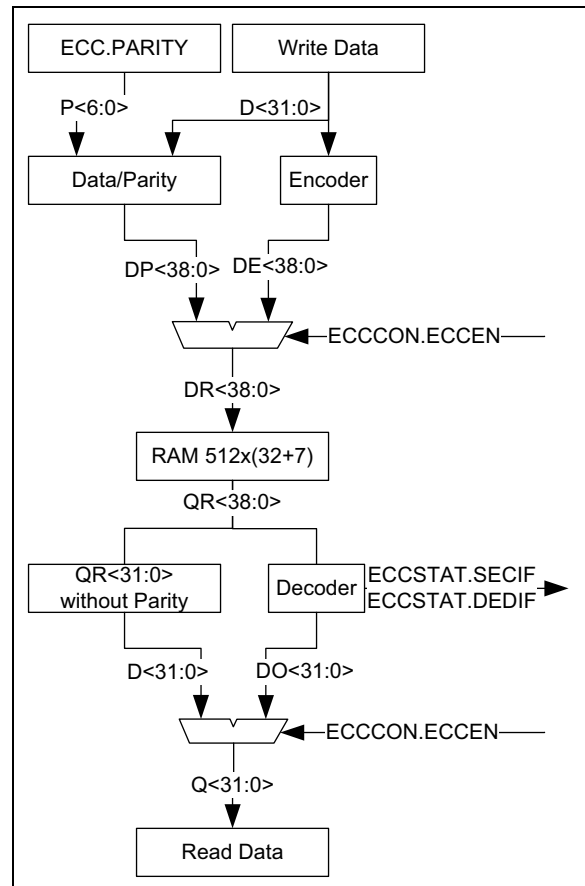 ECC.PARITY
Write Data
P<6:0>
D<31:0>
Data/Parity
Encoder
DP<38:0>
DE<38:0>
ECCCON.ECCEN
DR<38:0>
RAM 512x(32+7)
QR<38:0>
QR<31:0>
without Parity
Decoder
ECCSTAT.SECIF
ECCSTAT.DEDIF
D<31:0>
DO<31:0>
ECCCON.ECCEN
Q<31:0>
Read Data